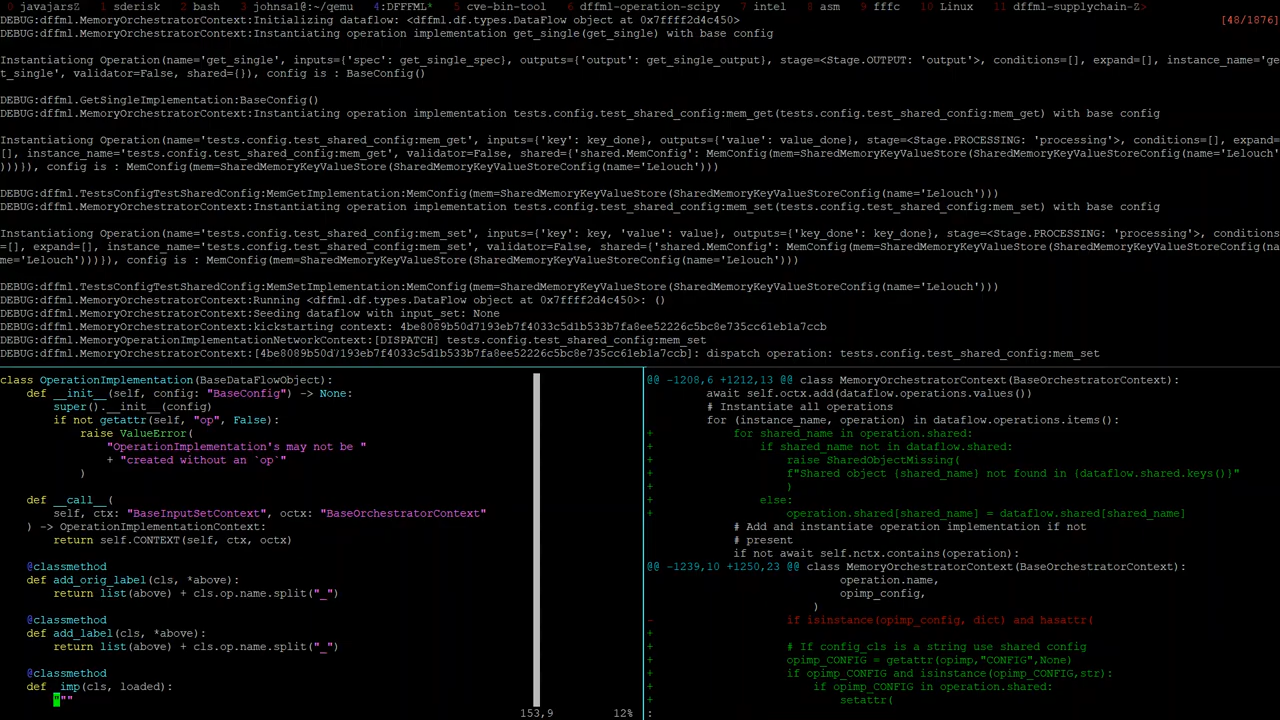 0 javajarsZ  1 sderisk  2 bash  3 johnsal@:~/qemu  4:DFFFML*  5 cve-bin-tool  6 dffml-operation-scipy  7 intel  8 asm  9 fffc  10 Linux  11 dffml-supplychain-Z>
DEBUG:dffml.MemoryOrchestratorContext:Initializing dataflow: <dffml.df.types.DataFlow object at 0x7ffff2d4c450> [48/1876]
DEBUG:dffml.MemoryOrchestratorContext:Instantiating operation implementation get_single(get_single) with base config
Instantiationg Operation(name='get_single', inputs={'spec': get_single_spec}, outputs={'output': get_single_output}, stage=<Stage.OUTPUT: 'output'>, conditions=[], expand=[], instance_name='ge
t_single', validator=False, shared={}), config is : BaseConfig()
DEBUG:dffml.GetSingleImplementation:BaseConfig()
DEBUG:dffml.MemoryOrchestratorContext:Instantiating operation implementation tests.config.test_shared_config:mem_get(tests.config.test_shared_config:mem_get) with base config
Instantiationg Operation(name='tests.config.test_shared_config:mem_get', inputs={'key': key_done}, outputs={'value': value_done}, stage=<Stage.PROCESSING: 'processing'>, conditions=[], expand=
[], instance_name='tests.config.test_shared_config:mem_get', validator=False, shared={'shared.MemConfig': MemConfig(mem=SharedMemoryKeyValueStore(SharedMemoryKeyValueStoreConfig(name='Lelouch'
)))}), config is : MemConfig(mem=SharedMemoryKeyValueStore(SharedMemoryKeyValueStoreConfig(name='Lelouch')))
DEBUG:dffml.TestsConfigTestSharedConfig:MemGetImplementation:MemConfig(mem=SharedMemoryKeyValueStore(SharedMemoryKeyValueStoreConfig(name='Lelouch')))
DEBUG:dffml.MemoryOrchestratorContext:Instantiating operation implementation tests.config.test_shared_config:mem_set(tests.config.test_shared_config:mem_set) with base config
Instantiationg Operation(name='tests.config.test_shared_config:mem_set', inputs={'key': key, 'value': value}, outputs={'key_done': key_done}, stage=<Stage.PROCESSING: 'processing'>, conditions
=[], expand=[], instance_name='tests.config.test_shared_config:mem_set', validator=False, shared={'shared.MemConfig': MemConfig(mem=SharedMemoryKeyValueStore(SharedMemoryKeyValueStoreConfig(na
me='Lelouch')))}), config is : MemConfig(mem=SharedMemoryKeyValueStore(SharedMemoryKeyValueStoreConfig(name='Lelouch')))
DEBUG:dffml.TestsConfigTestSharedConfig:MemSetImplementation:MemConfig(mem=SharedMemoryKeyValueStore(SharedMemoryKeyValueStoreConfig(name='Lelouch')))
DEBUG:dffml.MemoryOrchestratorContext:Running <dffml.df.types.DataFlow object at 0x7ffff2d4c450>: ()
DEBUG:dffml.MemoryOrchestratorContext:Seeding dataflow with input_set: None
DEBUG:dffml.MemoryOrchestratorContext:kickstarting context: 4be8089b50d7193eb7f4033c5d1b533b7fa8ee52226c5bc8e735cc61eb1a7ccb
DEBUG:dffml.MemoryOperationImplementationNetworkContext:[DISPATCH] tests.config.test_shared_config:mem_set
DEBUG:dffml.MemoryOrchestratorContext:[4be8089b50d7193eb7f4033c5d1b533b7fa8ee52226c5bc8e735cc61eb1a7ccb]: dispatch operation: tests.config.test_shared_config:mem_set
class OperationImplementation(BaseDataFlowObject):
    def __init__(self, config: "BaseConfig") -> None:
        super().__init__(config)
        if not getattr(self, "op", False):
            raise ValueError(
                "OperationImplementation's may not be "
                + "created without an `op`"
            )
    def __call__(
        self, ctx: "BaseInputSetContext", octx: "BaseOrchestratorContext"
    ) -> OperationImplementationContext:
        return self.CONTEXT(self, ctx, octx)
    @classmethod
    def add_orig_label(cls, *above):
        return list(above) + cls.op.name.split("_")
    @classmethod
    def add_label(cls, *above):
        return list(above) + cls.op.name.split("_")
    @classmethod
    def _imp(cls, loaded):
        """
153,9  12%
@@ -1208,6 +1212,13 @@ class MemoryOrchestratorContext(BaseOrchestratorContext):
         await self.octx.add(dataflow.operations.values())
         # Instantiate all operations
         for (instance_name, operation) in dataflow.operations.items():
+            for shared_name in operation.shared:
+                if shared_name not in dataflow.shared:
+                    raise SharedObjectMissing(
+                    f"Shared object {shared_name} not found in {dataflow.shared.keys()}"
+                    )
+                else:
+                    operation.shared[shared_name] = dataflow.shared[shared_name]
             # Add and instantiate operation implementation if not
             # present
             if not await self.nctx.contains(operation):
@@ -1239,10 +1250,23 @@ class MemoryOrchestratorContext(BaseOrchestratorContext):
                             operation.name,
                             opimp_config,
                         )
-                    if isinstance(opimp_config, dict) and hasattr(
+
+                    # If config_cls is a string use shared config
+                    opimp_CONFIG = getattr(opimp,"CONFIG",None)
+                    if opimp_CONFIG and isinstance(opimp_CONFIG,str):
+                        if opimp_CONFIG in operation.shared:
+                            setattr(
: